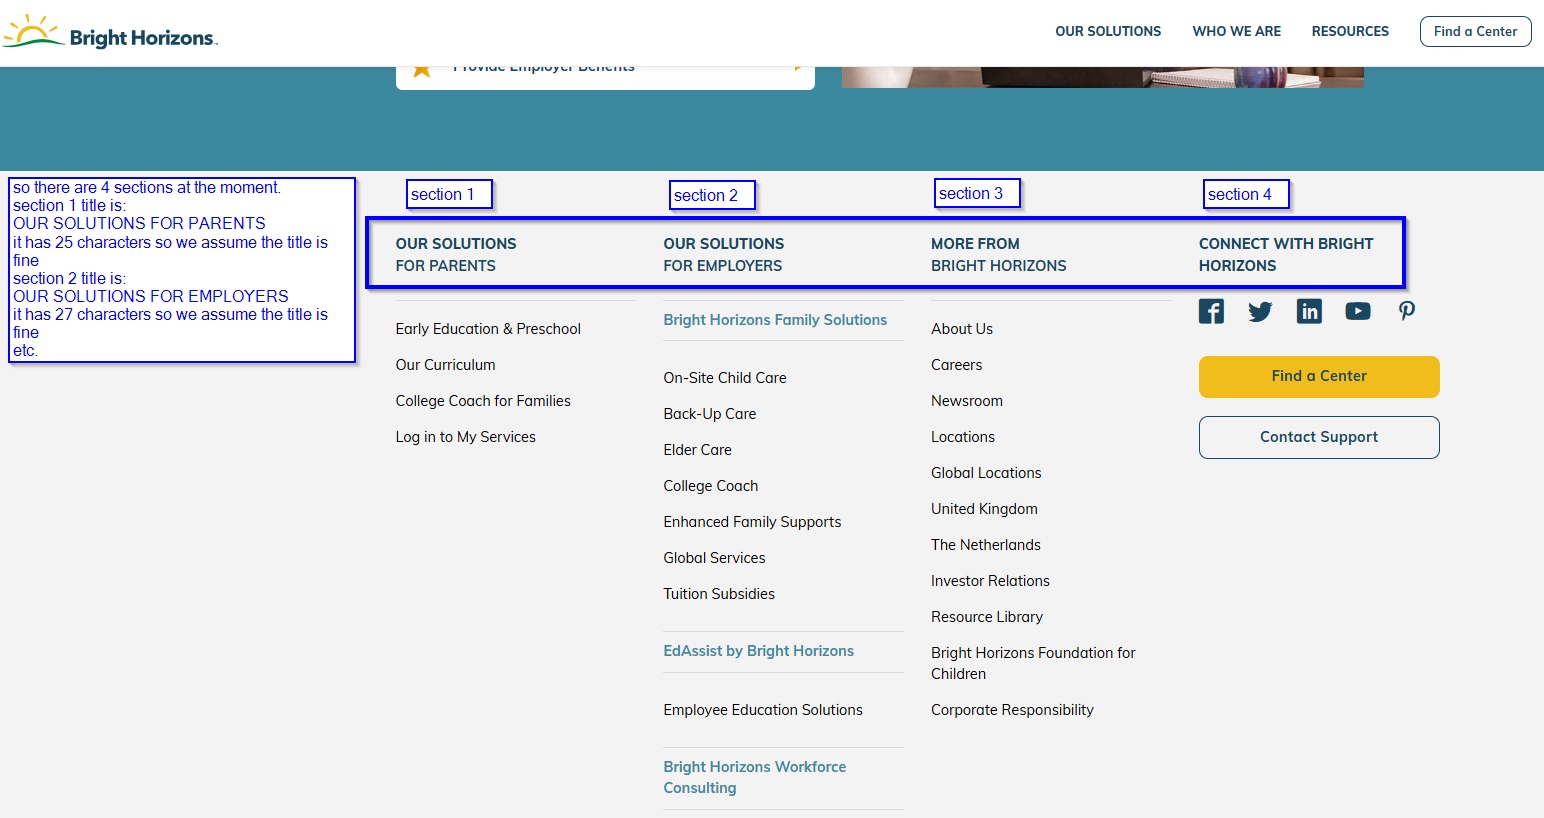 Bright Horizons™
OUR SOLUTIONS
WHO WE ARE
RESOURCES
Find a Center
Provide Employer Benefits
so there are 4 sections at the moment.
section 1 title is:
OUR SOLUTIONS FOR PARENTS
it has 25 characters so we assume the title is
fine
section 2 title is:
OUR SOLUTIONS FOR EMPLOYERS
it has 27 characters so we assume the title is
fine
etc.
section 1
OUR SOLUTIONS
FOR PARENTS
Early Education & Preschool
Our Curriculum
College Coach for Families
Log in to My Services
section 2
OUR SOLUTIONS
FOR EMPLOYERS
Bright Horizons Family Solutions
On-Site Child Care
Back-Up Care
Elder Care
College Coach
Enhanced Family Supports
Global Services
Tuition Subsidies
EdAssist by Bright Horizons
Employee Education Solutions
Bright Horizons Workforce
Consulting
section 3
MORE FROM
BRIGHT HORIZONS
About Us
Careers
Newsroom
Locations
Global Locations
United Kingdom
The Netherlands
Investor Relations
Resource Library
Bright Horizons Foundation for
Children
Corporate Responsibility
section 4
CONNECT WITH BRIGHT
HORIZONS
Find a Center
Contact Support